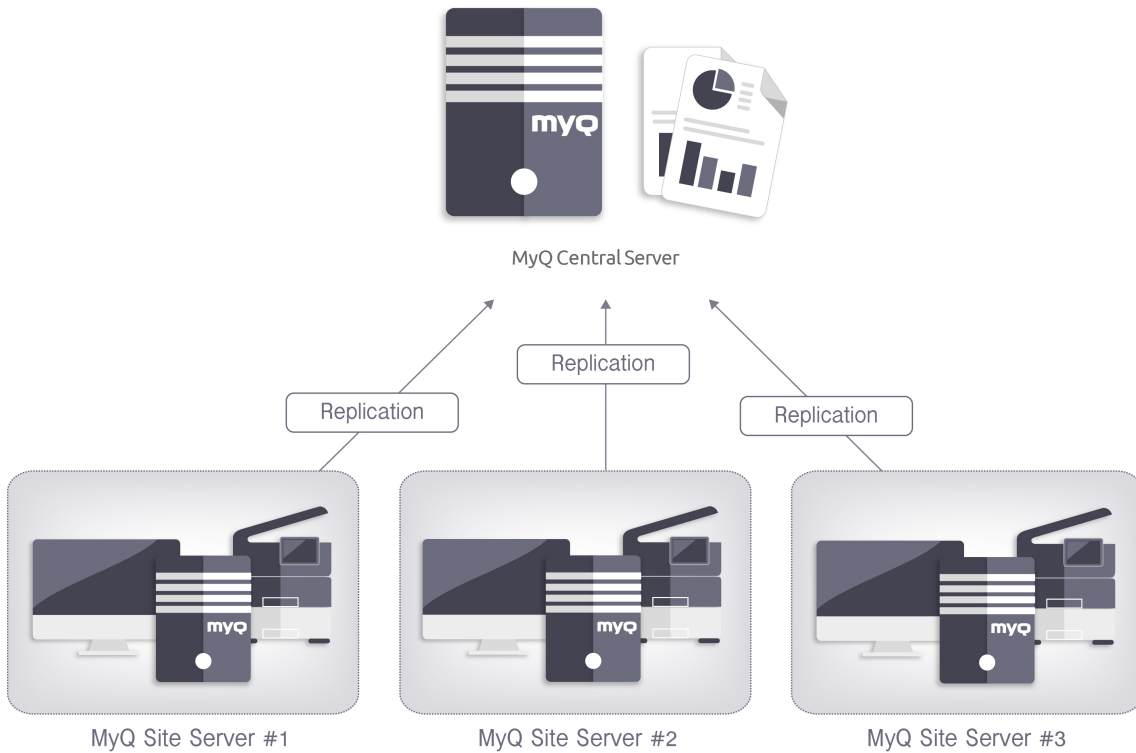 myQ
MyQ Central Server
Replication
Replication
Replication
myQ
myQ
myQ
MyQ Site Server #1
MyQ Site Server #2
MyQ Site Server #3